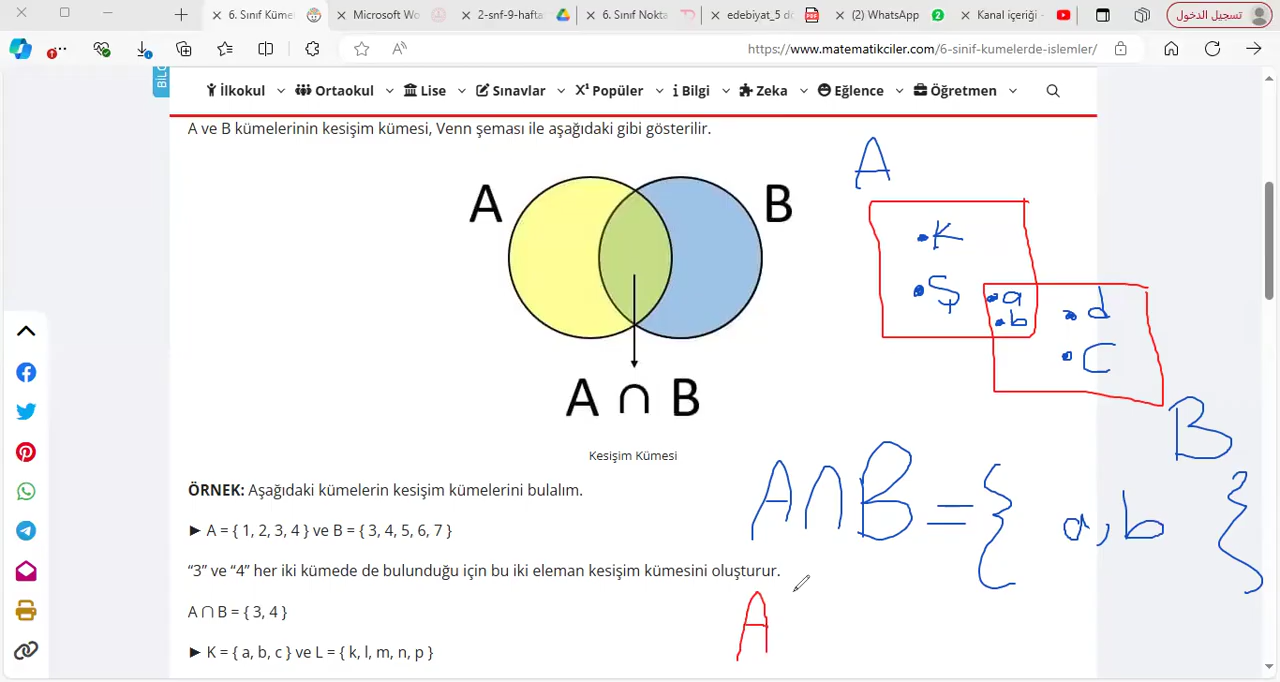 6. Sınıf Küme
Microsoft Wo
2-snf-9-hafta
6. Sınıf Nokta
edebiyat_5 d
PDF
(2) WhatsApp
2
Kanal içeriği -
تسجيل الدخول
https://www.matematikciler.com/6-sinif-kumelerde-islemler/
BİL
İlkokul
Ortaokul
Lise
Sınavlar
X¹ Popüler
Bilgi
Zeka
Eğlence
Öğretmen
A ve B kümelerinin kesişim kümesi, Venn şeması ile aşağıdaki gibi gösterilir.
A
B
A ∩ B
Kesişim Kümesi
A
K
Ş
a
b
d
C
B
A∩B = { a, b }
ÖRNEK: Aşağıdaki kümelerin kesişim kümelerini bulalım.
► A = { 1, 2, 3, 4 } ve B = { 3, 4, 5, 6, 7 }
“3” ve “4” her iki kümede de bulunduğu için bu iki eleman kesişim kümesini oluşturur.
A
A ∩ B = { 3, 4 }
► K = { a, b, c } ve L = { k, l, m, n, p }